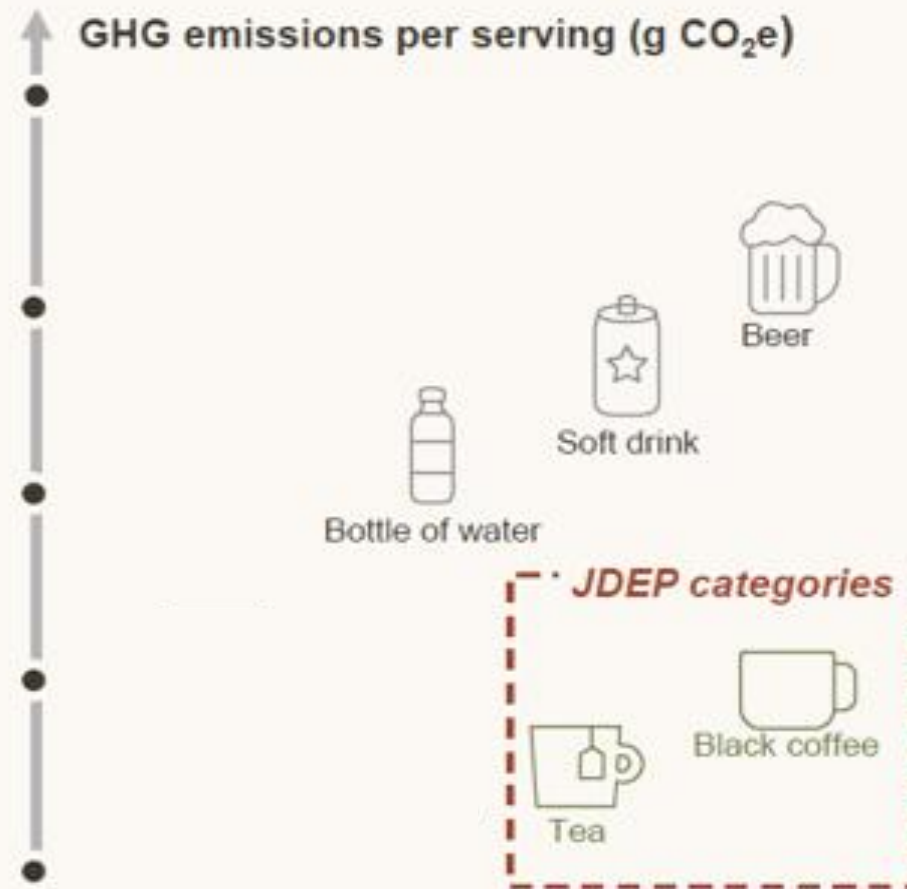 GHG emissions per serving (g CO₂e)
Beer
Soft drink
Bottle of water
JDEP categories
Black coffee
Tea